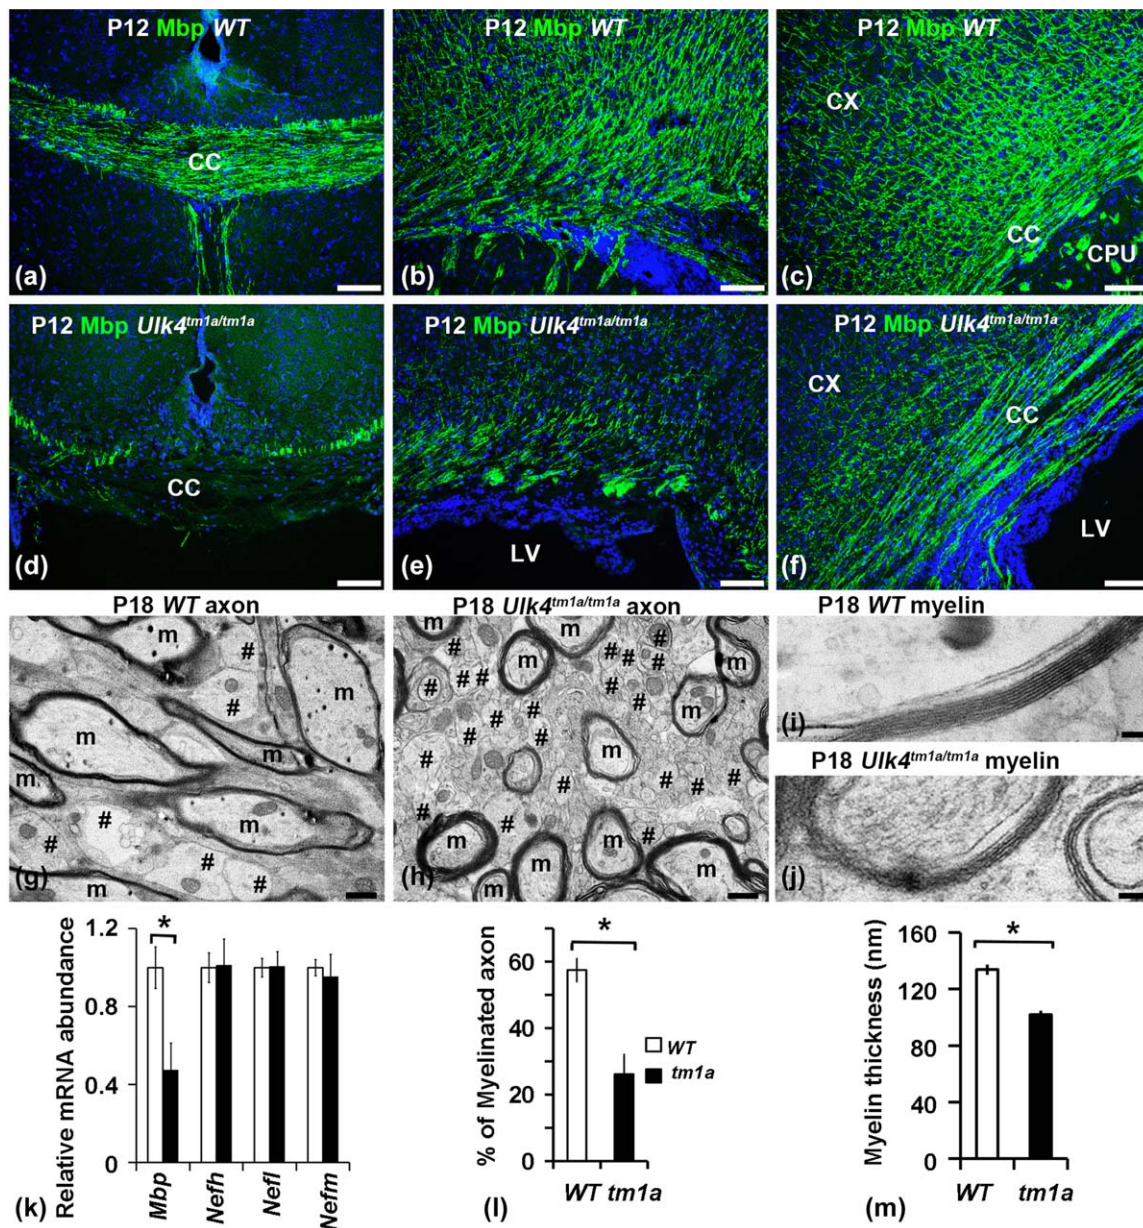 P12 Mbp WT
CC
(a)
P12 Mbp WT
(b)
P12 Mbp WT
CX
CC
CPU
(c)
P12 Mbp Ulk4tm1a/tm1a
CC
(d)
P12 Mbp Ulk4tm1a/tm1a
LV
(e)
P12 Mbp Ulk4tm1a/tm1a
CX
CC
LV
(f)
P18 WT axon
m # m
# #
m
m
m
# # m
# #
m #
(g)
P18 Ulk4tm1a/tm1a axon
m m # #
# # m # # m
# # # # # m
# # #
# # m
# # # # #
# # #
m m m m
m m
(h)
P18 WT myelin
(i)
P18 Ulk4tm1a/tm1a myelin
(j)
Relative mRNA abundance
1.2
0.8
0.4
0
*
Mbp
Nefh
Nefl
Nefm
(k)
% of Myelinated axon
60
40
20
0
*
WT
tm1a
WT tm1a
(l)
Myelin thickness (nm)
160
120
80
40
0
*
WT tm1a
(m)